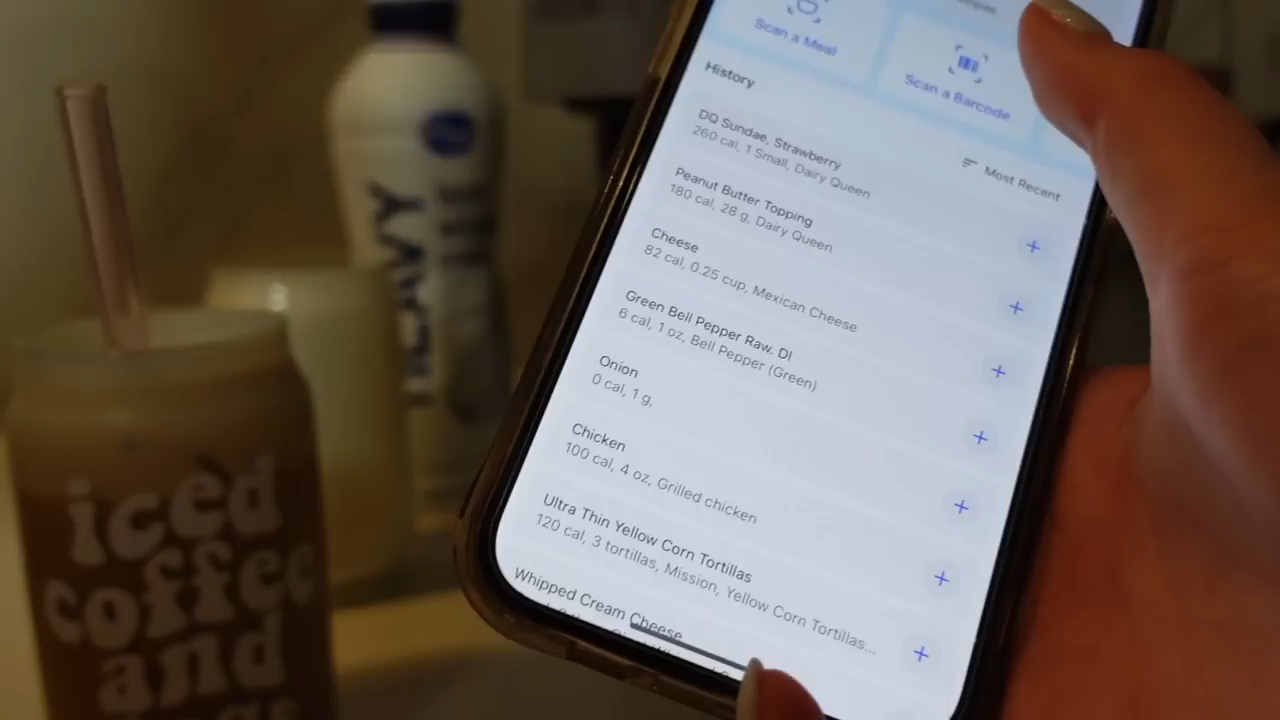 Scan a Meal
Scan a Barcode
History
Most Recent
DQ Sundae, Strawberry
260 cal, 1 Small, Dairy Queen
Peanut Butter Topping
180 cal, 28 g, Dairy Queen
Cheese
82 cal, 0.25 cup, Mexican Cheese
Green Bell Pepper Raw. DI
6 cal, 1 oz, Bell Pepper (Green)
Onion
0 cal, 1 g,
Chicken
100 cal, 4 oz, Grilled chicken
Ultra Thin Yellow Corn Tortillas
120 cal, 3 tortillas, Mission, Yellow Corn Tortillas...
Whipped Cream Cheese
HEAVY
iced
coffee
and